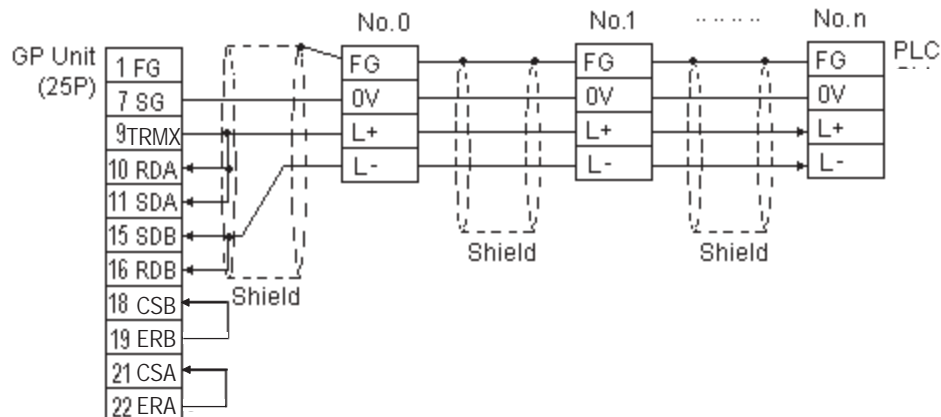 No.0 No.1 ........ No.n
GP Unit
(25P)
PLC
1 FG
7 SG
9TRMX
10 RDA
11 SDA
15 SDB
16 RDB
18 CSB
19 ERB
21 CSA
22 ERA
FG
0V
L+
L-
FG
0V
L+
L-
FG
0V
L+
L-
Shield
Shield
Shield